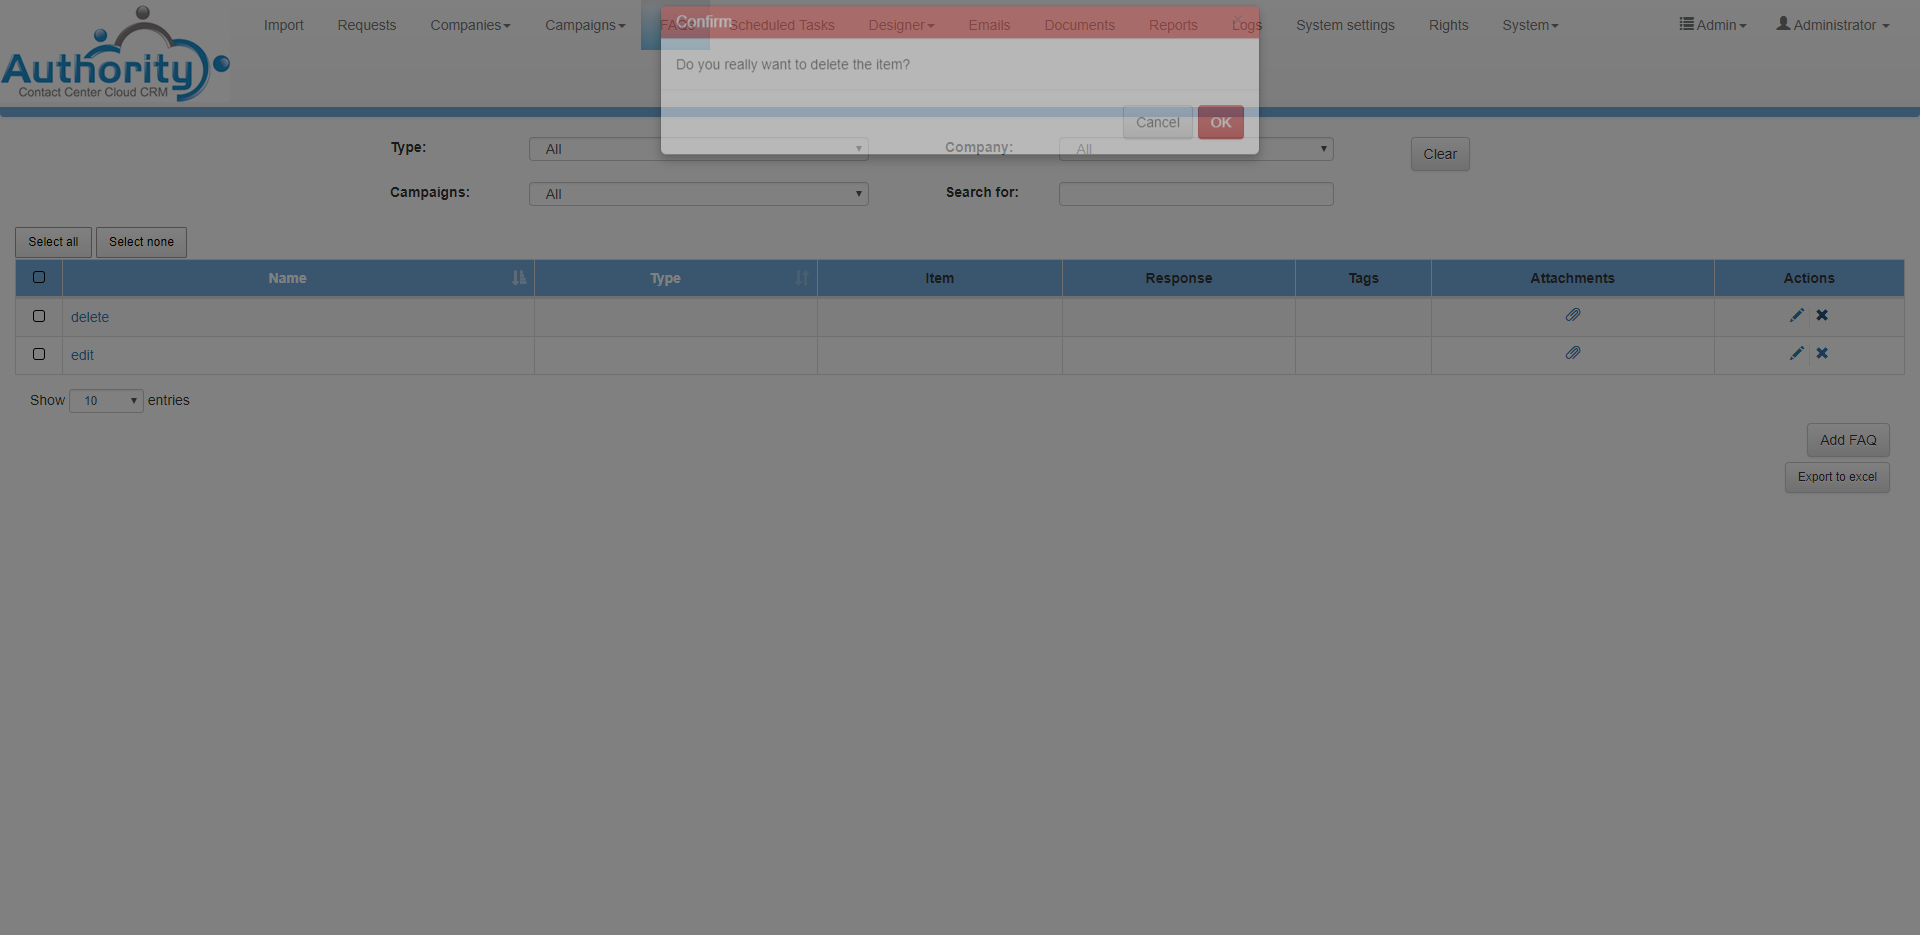 Authority
Contact Center Cloud CRM
Import Requests Companies Campaigns FAQs Scheduled Tasks Designer Emails Documents Reports Logs System settings Rights System Admin Administrator
Confirm
Do you really want to delete the item?
Cancel OK
Type: All Company: All Clear
Campaigns: All Search for:
Select all Select none
Name Type Item Response Tags Attachments Actions
delete
edit
Show 10 entries
Add FAQ
Export to excel